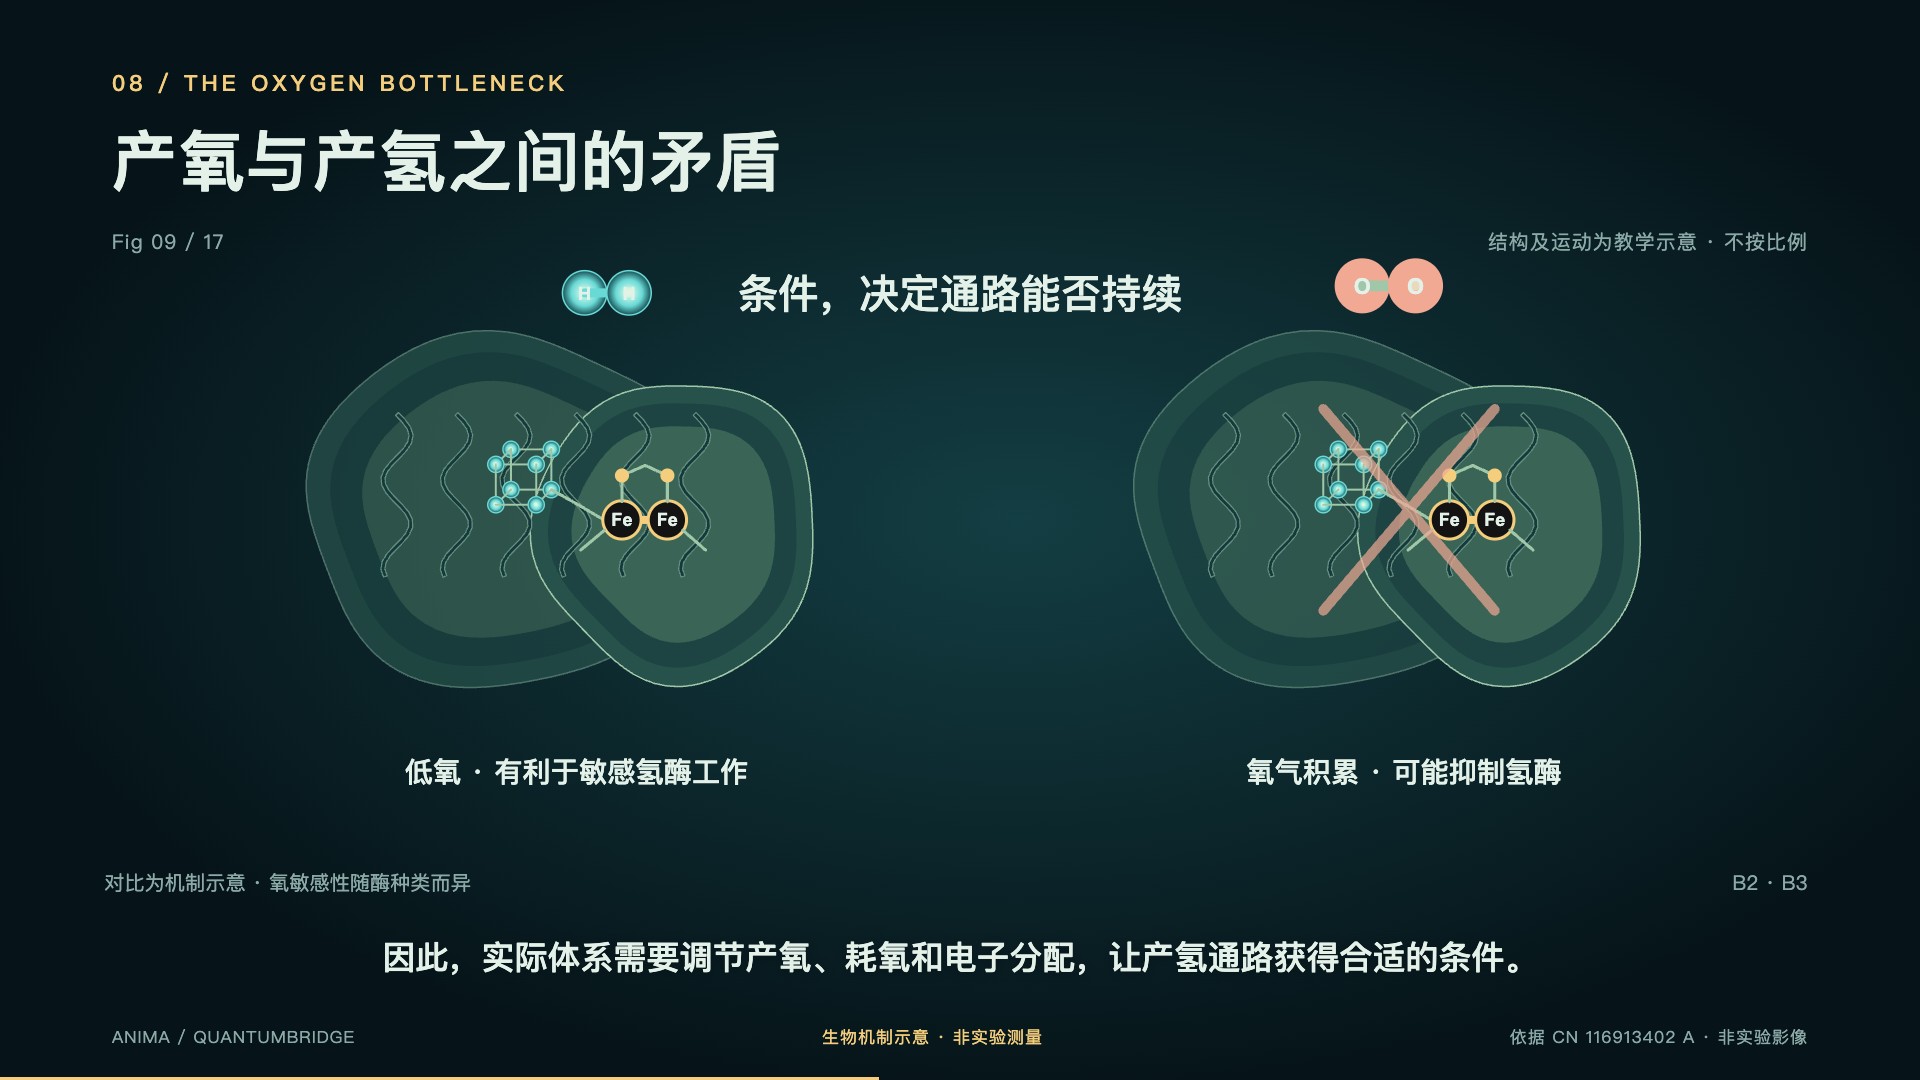 08 / THE OXYGEN BOTTLENECK
产氧与产氢之间的矛盾
Fig 09 / 17
结构及运动为教学示意 · 不按比例
H H
条件，决定通路能否持续
O O
Fe Fe
Fe Fe
低氧 · 有利于敏感氢酶工作
氧气积累 · 可能抑制氢酶
对比为机制示意 · 氧敏感性随酶种类而异
B2 · B3
因此，实际体系需要调节产氧、耗氧和电子分配，让产氢通路获得合适的条件。
ANIMA / QUANTUMBRIDGE
生物机制示意 · 非实验测量
依据 CN 116913402 A · 非实验影像